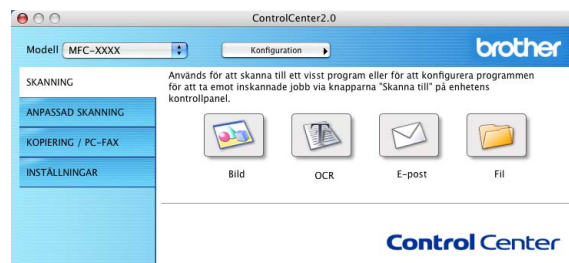 ControlCenter2.0
Modell MFC-XXXX Konfiguration brother
SKANNING
ANPASSAD SKANNING
KOPIERING / PC-FAX
INSTÄLLNINGAR
Används för att skanna till ett visst program eller för att konfigurera programmen
för att ta emot inskannade jobb via knapparna "Skanna till" på enhetens
kontrollpanel.
Bild OCR E-post Fil
Control Center